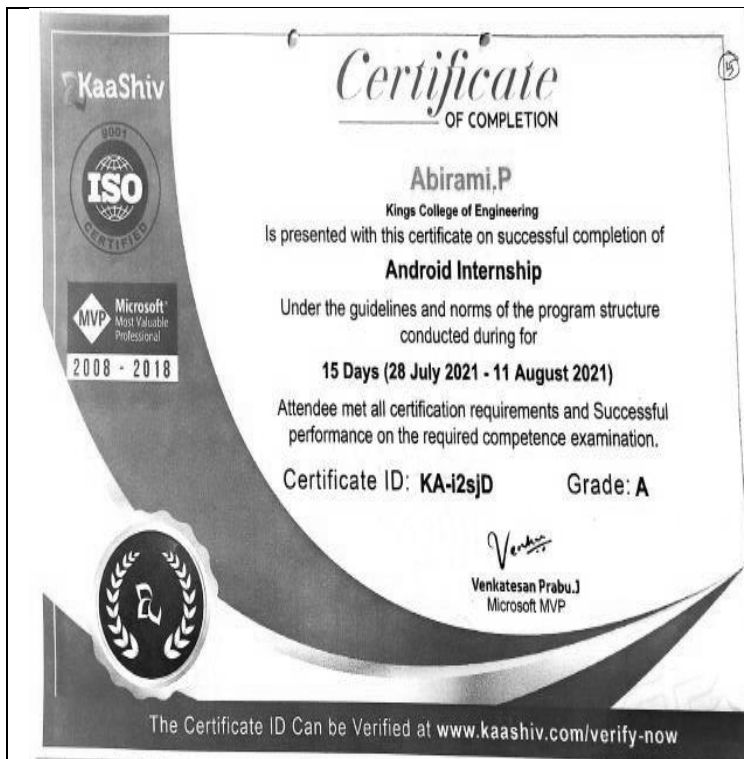 KaaShiv
Certificate
OF COMPLETION
15
9001
ISO
CERTIFIED
Abirami.P
Kings College of Engineering
Is presented with this certificate on successful completion of
Android Internship
MVP
Microsoft®
Most Valuable
Professional
2008 - 2018
Under the guidelines and norms of the program structure
conducted during for
15 Days (28 July 2021 - 11 August 2021)
Attendee met all certification requirements and Successful
performance on the required competence examination.
Certificate ID: KA-i2sjD Grade: A
Venkatesan Prabu.J
Microsoft MVP
The Certificate ID Can be Verified at www.kaashiv.com/verify-now